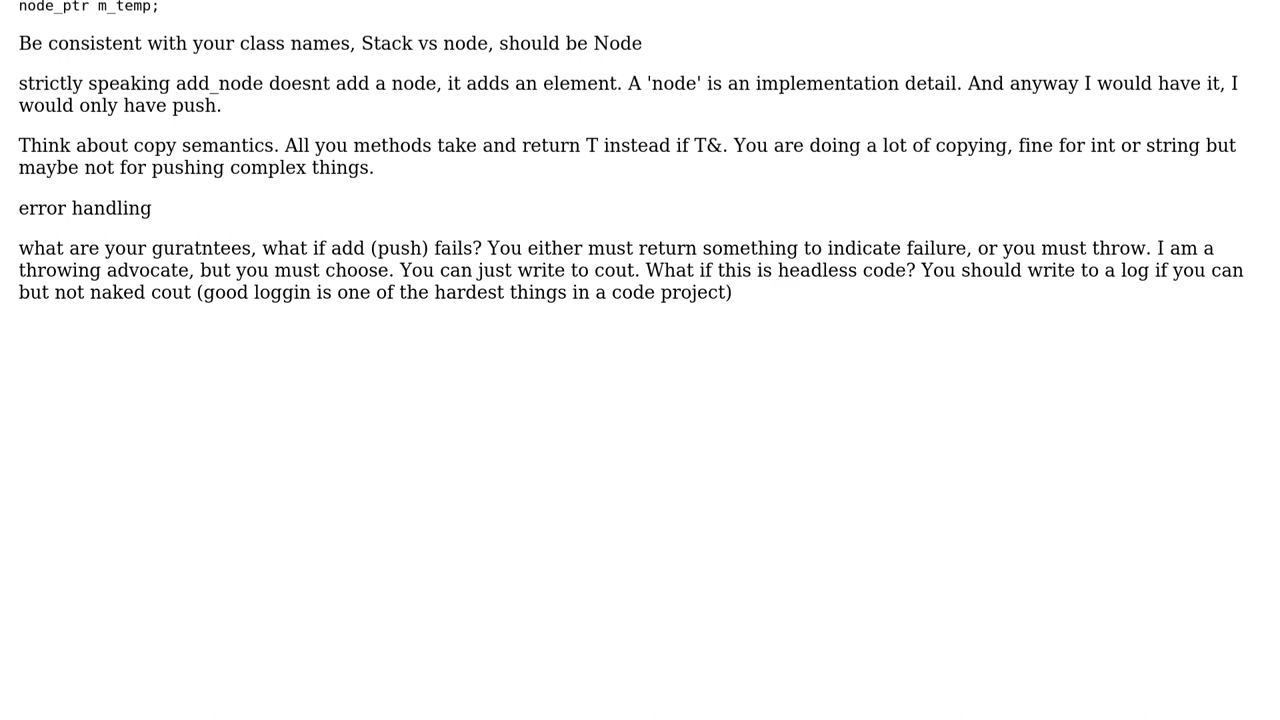 node_ptr m_temp;
Be consistent with your class names, Stack vs node, should be Node
strictly speaking add_node doesnt add a node, it adds an element. A 'node' is an implementation detail. And anyway I would have it, I
would only have push.
Think about copy semantics. All you methods take and return T instead if T&. You are doing a lot of copying, fine for int or string but
maybe not for pushing complex things.
error handling
what are your guratntees, what if add (push) fails? You either must return something to indicate failure, or you must throw. I am a
throwing advocate, but you must choose. You can just write to cout. What if this is headless code? You should write to a log if you can
but not naked cout (good loggin is one of the hardest things in a code project)